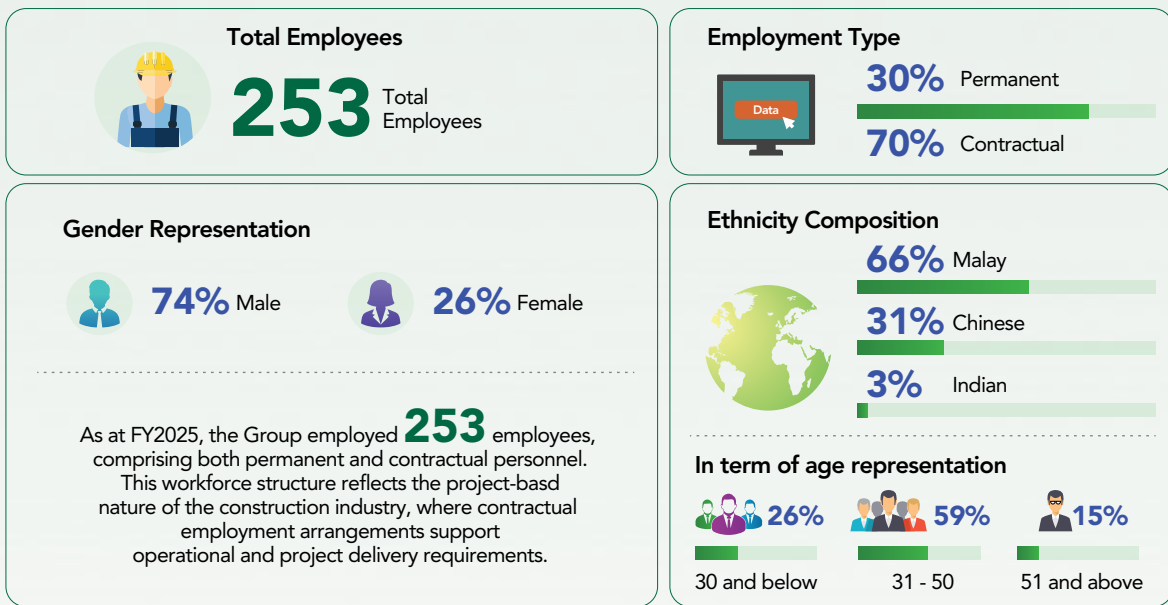 Total Employees
253 Total Employees
Employment Type
Data
30% Permanent
70% Contractual
Gender Representation
74% Male
26% Female
As at FY2025, the Group employed 253 employees,
comprising both permanent and contractual personnel.
This workforce structure reflects the project-basd
nature of the construction industry, where contractual
employment arrangements support
operational and project delivery requirements.
Ethnicity Composition
66% Malay
31% Chinese
3% Indian
In term of age representation
26%
59%
15%
30 and below
31 - 50
51 and above